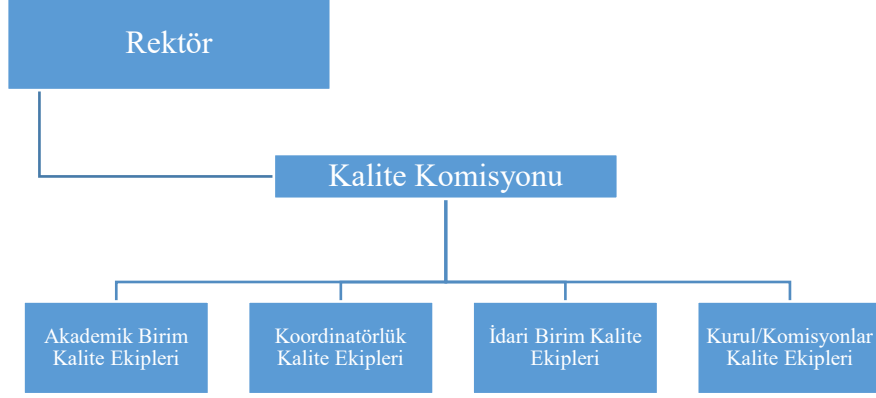 Rektör
Kalite Komisyonu
Akademik Birim
Kalite Ekipleri
Koordinatörlük
Kalite Ekipleri
İdari Birim Kalite
Ekipleri
Kurul/Komisyonlar
Kalite Ekipleri